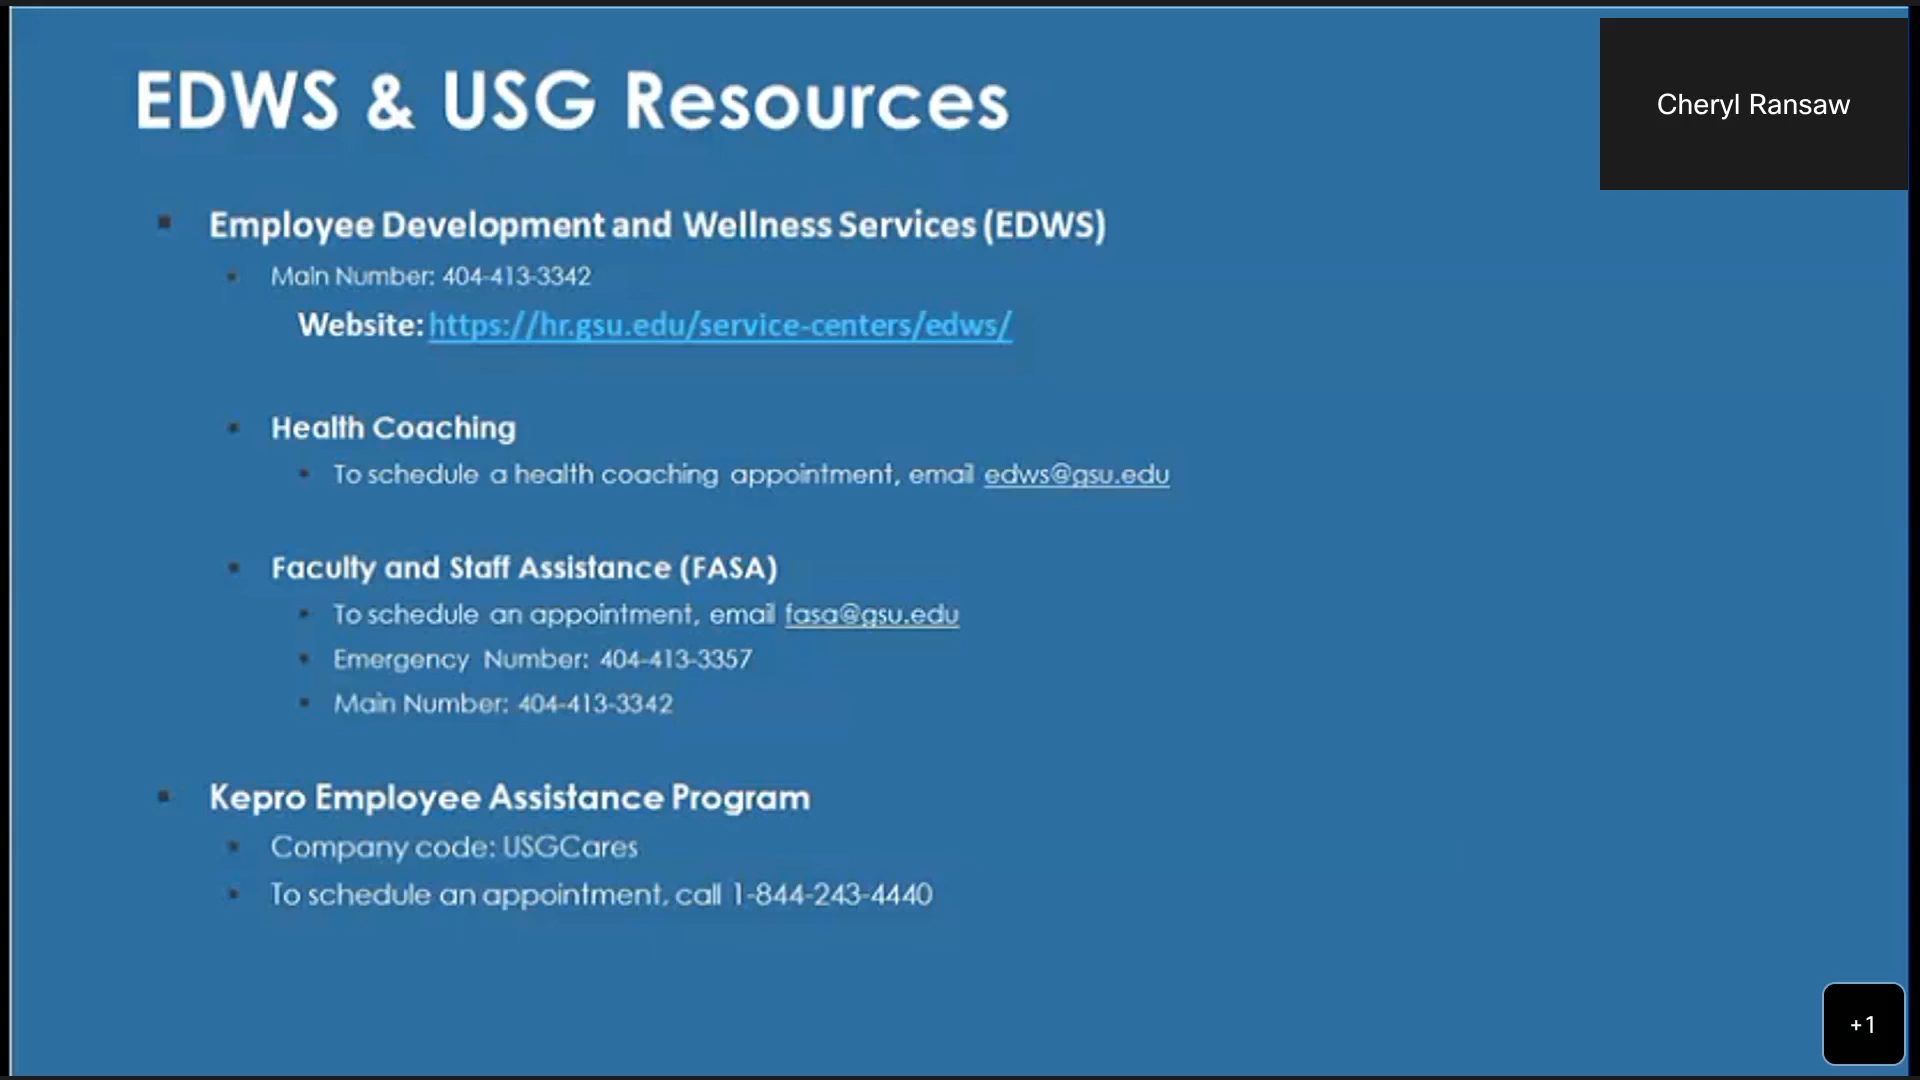 EDWS & USG Resources
Cheryl Ransaw
Employee Development and Wellness Services (EDWS)
Main Number: 404-413-3342
Website: https://hr.gsu.edu/service-centers/edws/
Health Coaching
To schedule a health coaching appointment, email edws@gsu.edu
Faculty and Staff Assistance (FASA)
To schedule an appointment, email fasa@gsu.edu
Emergency Number: 404-413-3357
Main Number: 404-413-3342
Kepro Employee Assistance Program
Company code: USGCares
To schedule an appointment, call 1-844-243-4440
+1